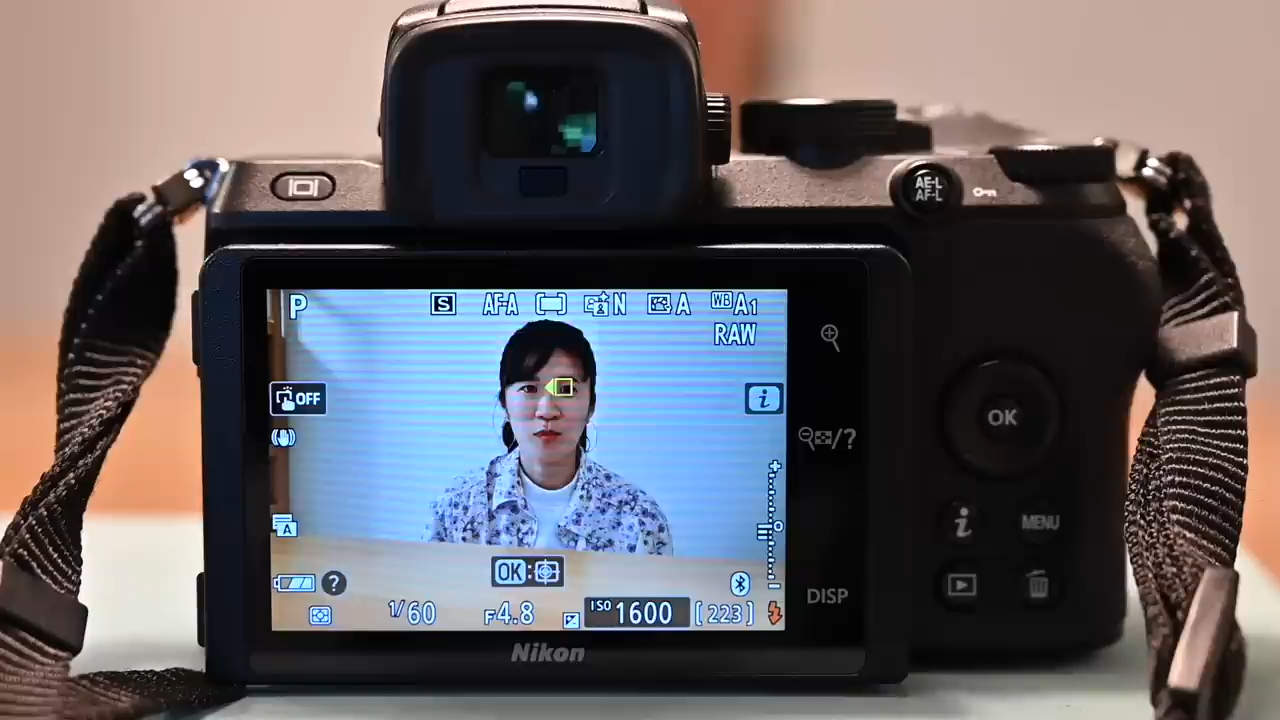 AE-L
AF-L
P S AF-A N A WB A1
RAW
OFF
i
OK
/?
A
i MENU
OK:
?
1/60 F4.8 ISO 1600 [223]
DISP
Nikon